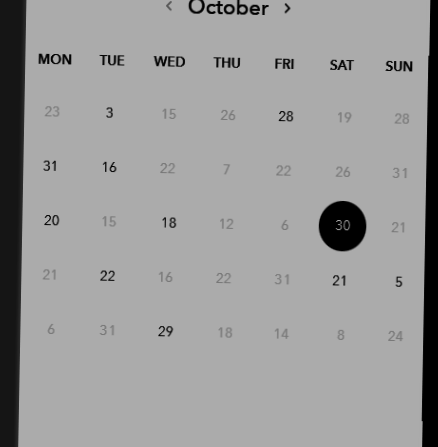 ‹ October ›
MON TUE WED THU FRI SAT SUN
23 3 15 26 28 19 28
31 16 22 7 22 26 31
20 15 18 12 6 30 21
21 22 16 22 31 21 5
6 31 29 18 14 8 24